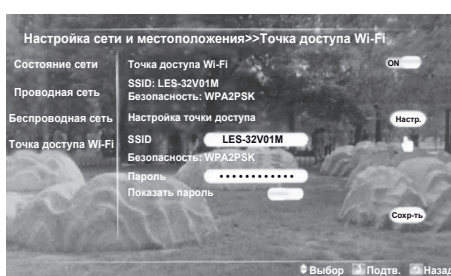 Настройка сети и местоположения>>Точка доступа Wi-Fi
Состояние сети
Проводная сеть
Беспроводная сеть
Точка доступа Wi-Fi
Точка доступа Wi-Fi ON
SSID: LES-32V01M
Безопасность: WPA2PSK
Настройка точки доступа Настр.
SSID LES-32V01M
Безопасность: WPA2PSK
Пароль ••••••••••••
Показать пароль
Сохр-ть
Выбор Подтв. Назад